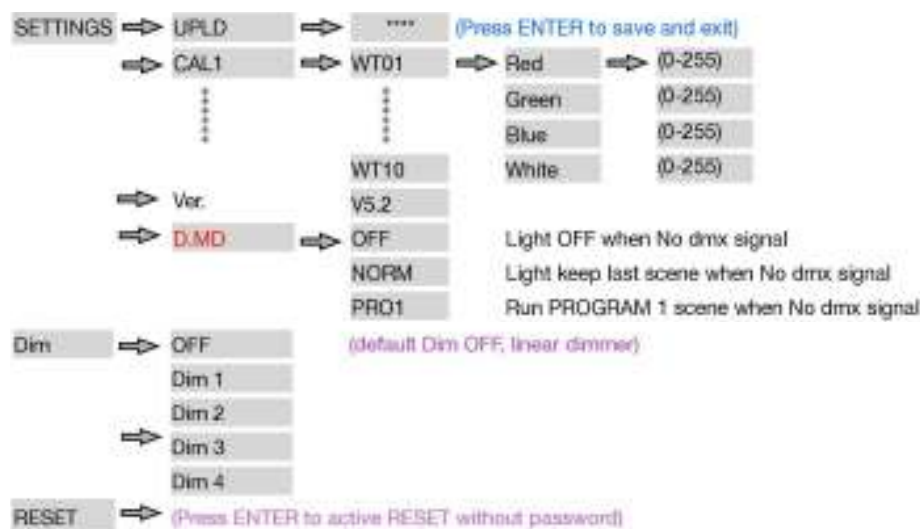 SETTINGS UPLD **** (Press ENTER to save and exit)
CAL1 WT01 Red (0-255)
Green (0-255)
Blue (0-255)
WT10 White (0-255)
Ver. V5.2
D.MD OFF Light OFF when No dmx signal
NORM Light keep last scene when No dmx signal
PRO1 Run PROGRAM 1 scene when No dmx signal
Dim OFF (default Dim OFF, linear dimmer)
Dim 1
Dim 2
Dim 3
Dim 4
RESET (Press ENTER to active RESET without password)